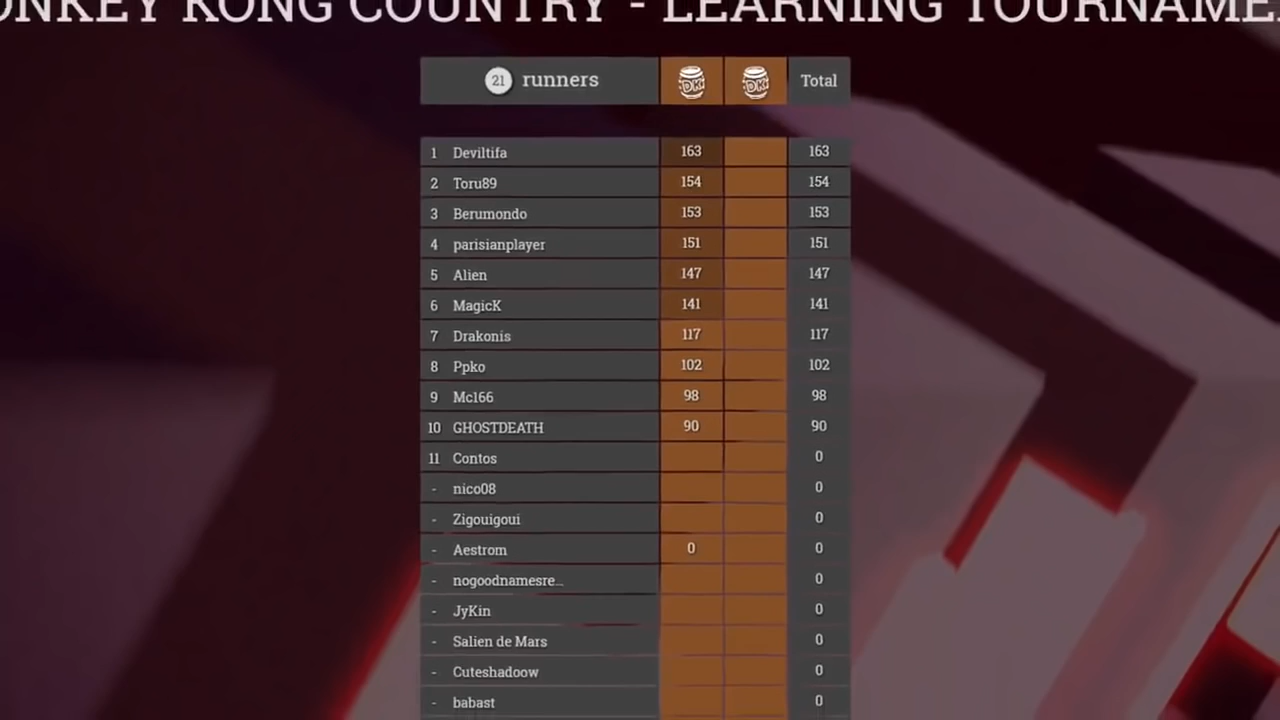 ONKEY KONG COUNTRY - LEARNING TOURNAME
21 runners DK DK Total
1 Deviltifa 163 163
2 Toru89 154 154
3 Berumondo 153 153
4 parisianplayer 151 151
5 Alien 147 147
6 MagicK 141 141
7 Drakonis 117 117
8 Ppko 102 102
9 Mcl66 98 98
10 GHOSTDEATH 90 90
11 Contos 0
- nico08 0
- Zigouigoui 0
- Aestrom 0 0
- nogoodnamesre... 0
- JyKin 0
- Salien de Mars 0
- Cuteshadoow 0
- babast 0